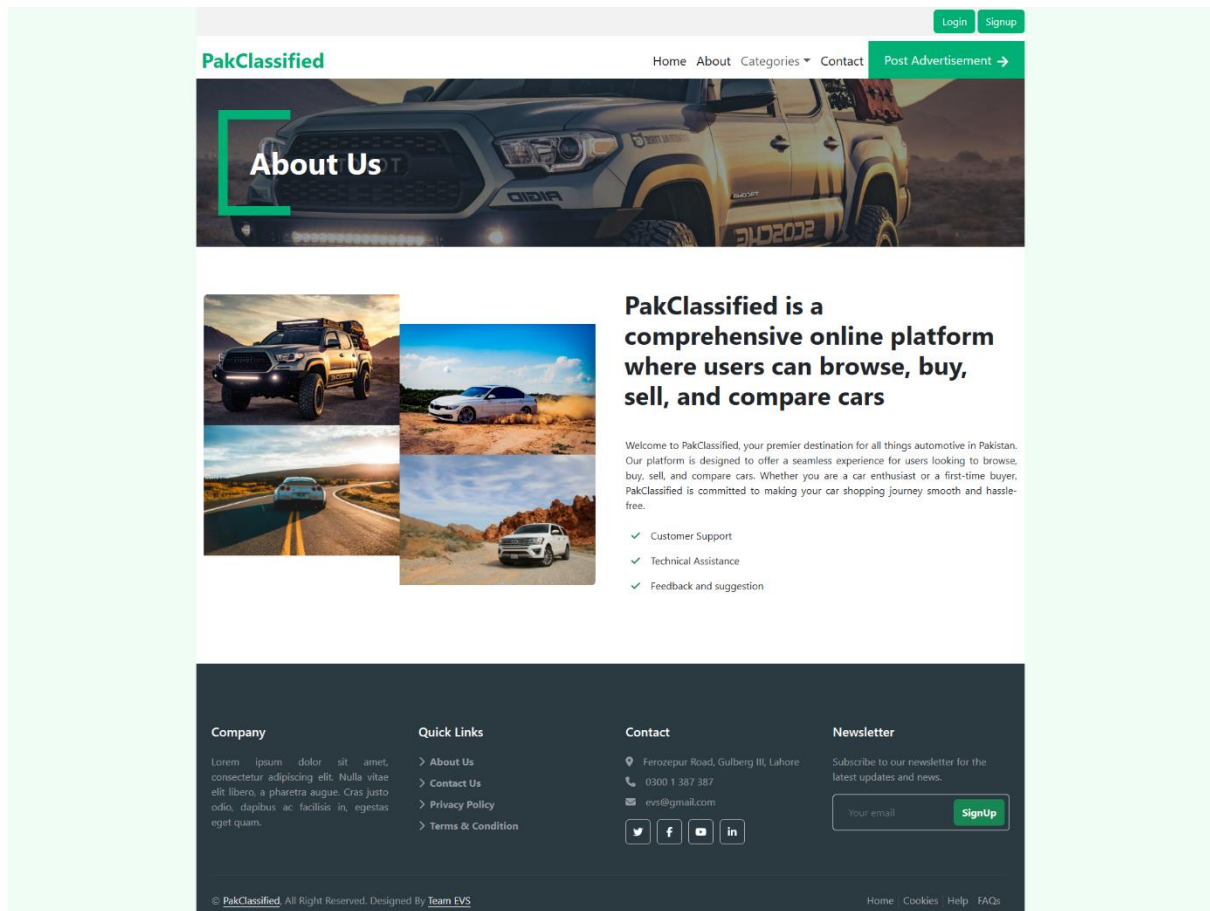 Login Signup
PakClassified
Home About Categories Contact Post Advertisement
About Us
PakClassified is a
comprehensive online platform
where users can browse, buy,
sell, and compare cars
Welcome to PakClassified, your premier destination for all things automotive in Pakistan.
Our platform is designed to offer a seamless experience for users looking to browse,
buy, sell, and compare cars. Whether you are a car enthusiast or a first-time buyer,
PakClassified is committed to making your car shopping journey smooth and hassle-
free.
Customer Support
Technical Assistance
Feedback and suggestion
Company
Lorem ipsum dolor sit amet,
consectetur adipiscing elit. Nulla vitae
elit libero, a pharetra augue. Cras justo
odio, dapibus ac facilisis in, egestas
eget quam.
Quick Links
About Us
Contact Us
Privacy Policy
Terms & Condition
Contact
Ferozepur Road, Gulberg III, Lahore
0300 1 387 387
evs@gmail.com
Newsletter
Subscribe to our newsletter for the
latest updates and news.
Your email SignUp
© PakClassified, All Right Reserved. Designed By Team EVS
Home Cookies Help FAQs